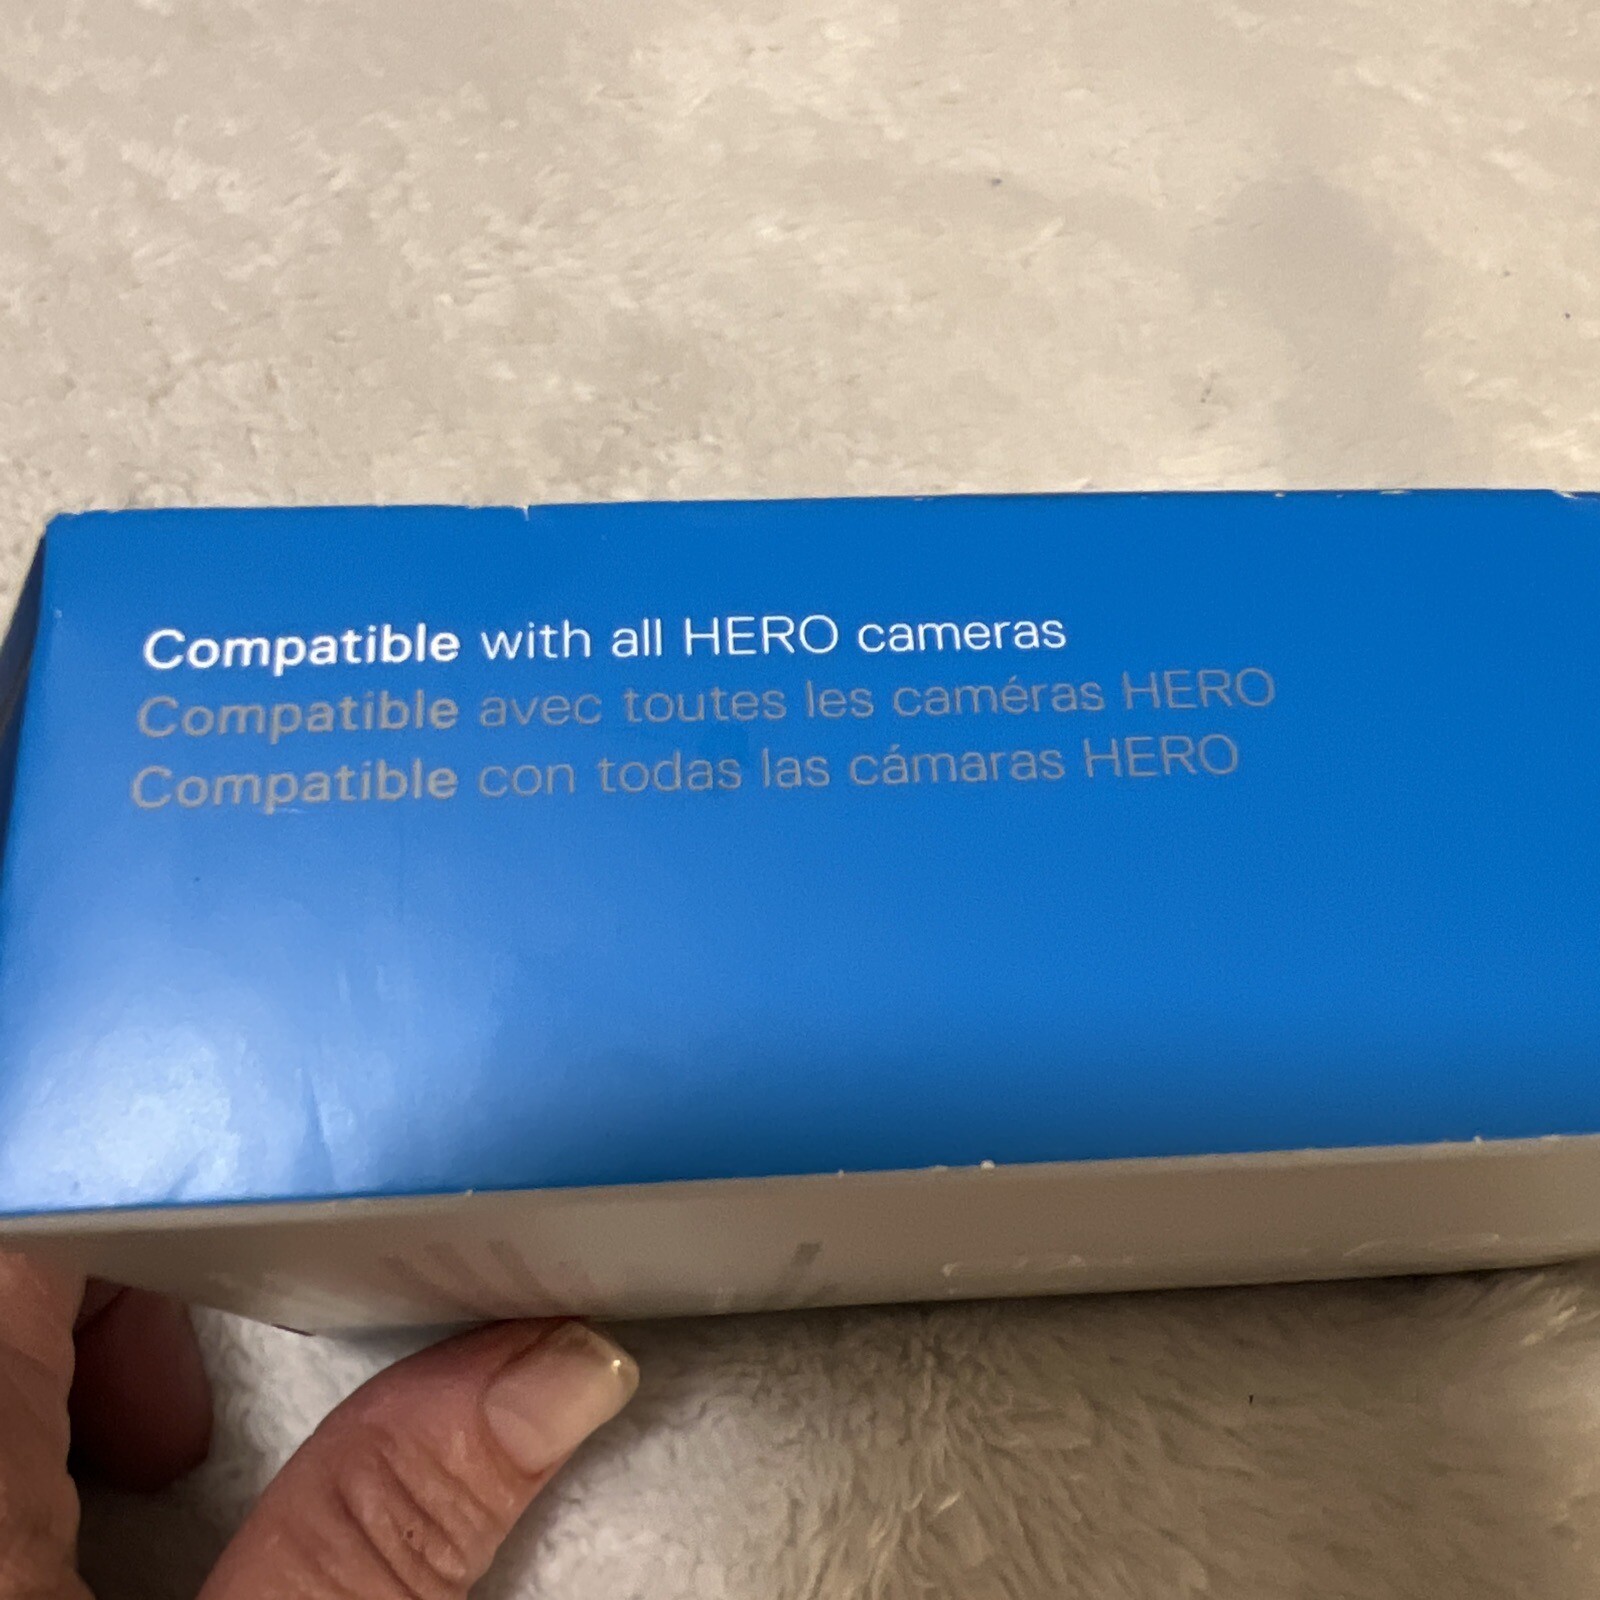 Compatible with all HERO cameras
Compatible avec toutes les caméras HERO
Compatible con todas las cámaras HERO